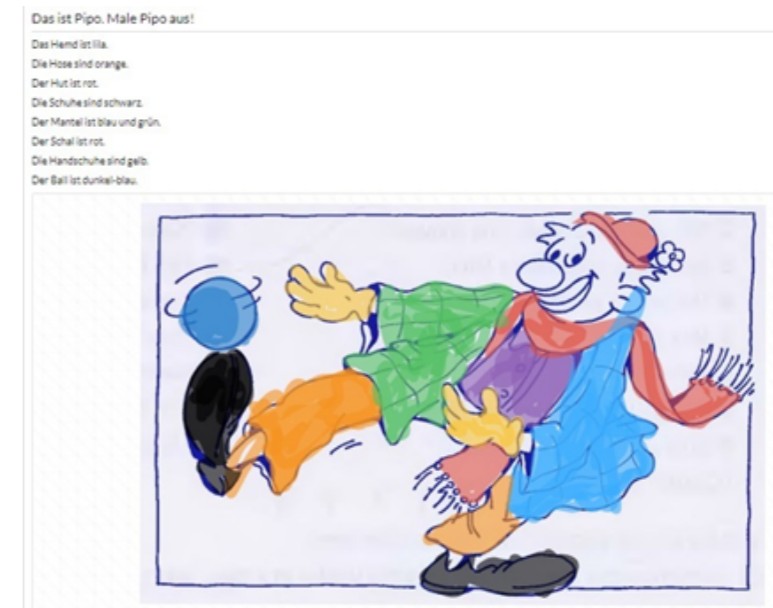 Das ist Pipo. Male Pipo aus!
Das Hemd ist lila.
Die Hose sind orange.
Der Hut ist rot.
Die Schuhe sind schwarz.
Der Mantel ist blau und grün.
Der Schal ist rot.
Die Handschuhe sind gelb.
Der Ball ist dunkel-blau.